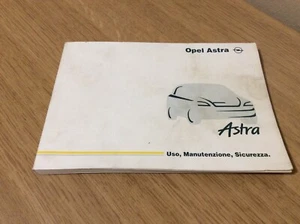 Opel Astra
Astra
Uso, Manutenzione, Sicurezza.